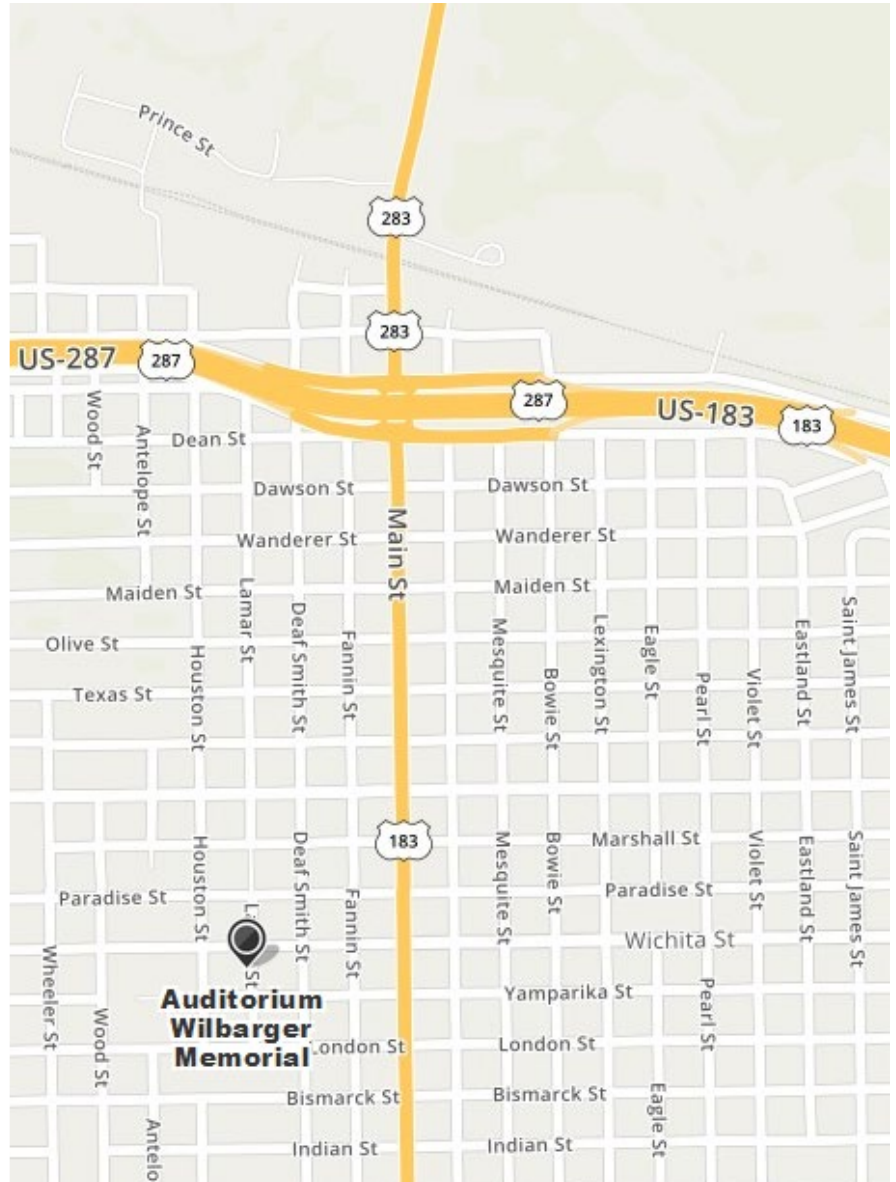 Prince St
283
283
US-287
287
287
US-183
183
Wood St
Antelope St
Dean St
Dawson St
Dawson St
Wanderer St
Main St
Wanderer St
Maiden St
Maiden St
Lamar St
Deaf Smith St
Fannin St
Olive St
Houston St
Texas St
Mesquite St
Bowie St
Lexington St
Eagle St
Pearl St
Violet St
Eastland St
Saint James St
183
Houston St
Deaf Smith St
Mesquite St
Bowie St
Marshall St
Violet St
Eastland St
Saint James St
Paradise St
Paradise St
Fannin St
La
St
Wichita St
Wheeler St
Wood St
Auditorium
Wilbarger
Memorial
Yamparika St
Pearl St
London St
London St
Bismarck St
Bismarck St
Eagle St
Antelo
Indian St
Indian St